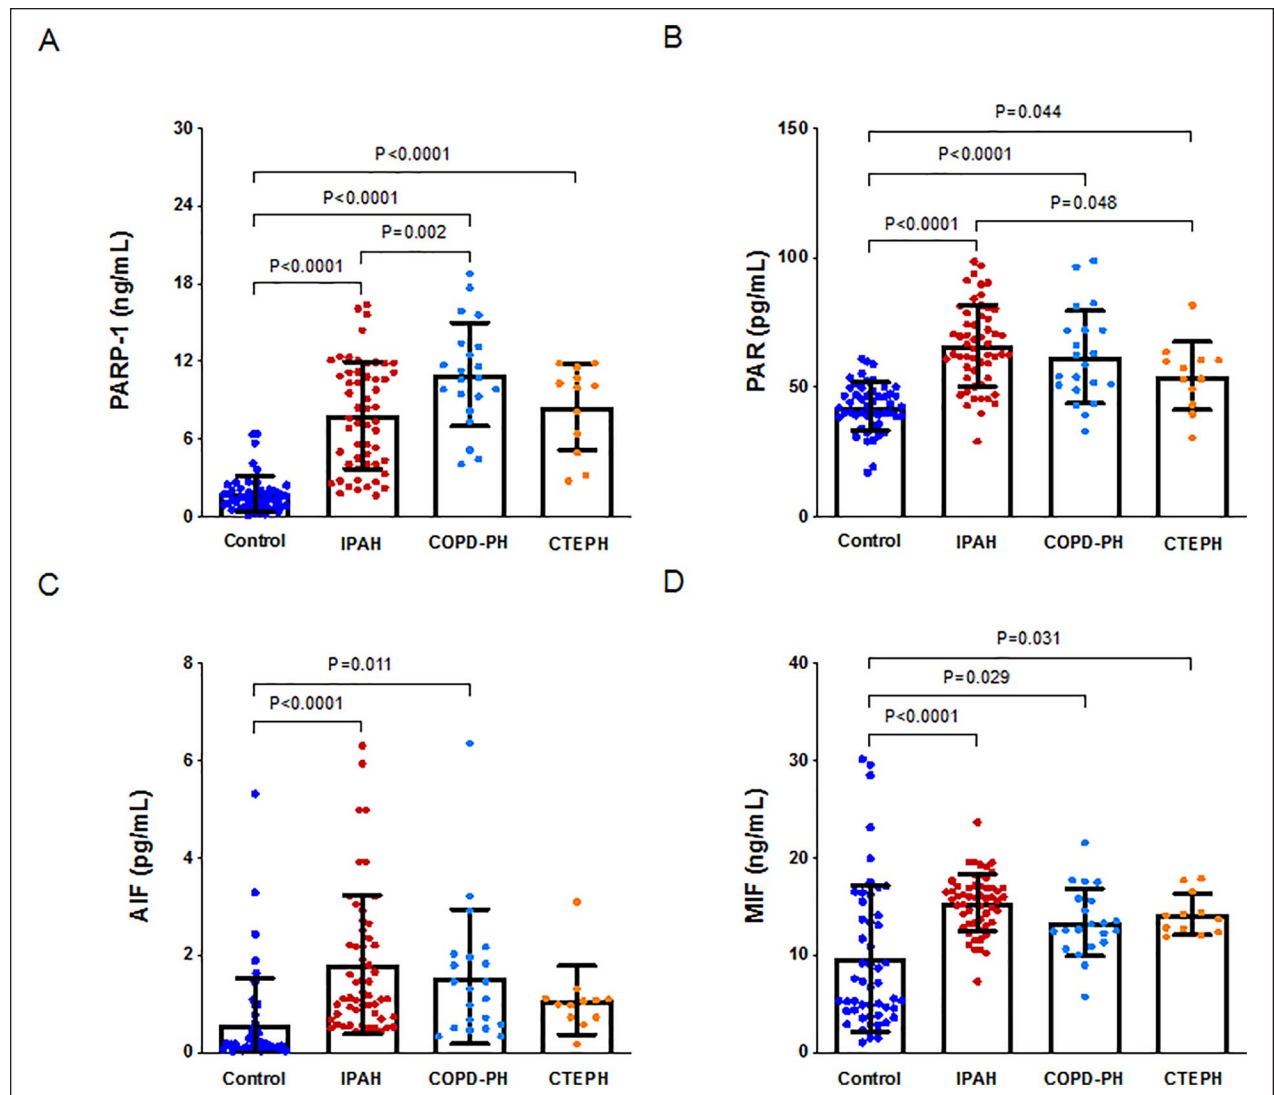 A
PARP-1 (ng/mL)
30
24
18
12
6
0
P<0.0001
P<0.0001
P=0.002
P<0.0001
Control IPAH COPD-PH CTEPH
B
PAR (pg/mL)
150
100
50
0
P=0.044
P<0.0001
P=0.048
P<0.0001
Control IPAH COPD-PH CTEPH
C
AIF (pg/mL)
8
6
4
2
0
P=0.011
P<0.0001
Control IPAH COPD-PH CTEPH
D
MIF (ng/mL)
40
30
20
10
0
P=0.031
P=0.029
P<0.0001
Control IPAH COPD-PH CTEPH